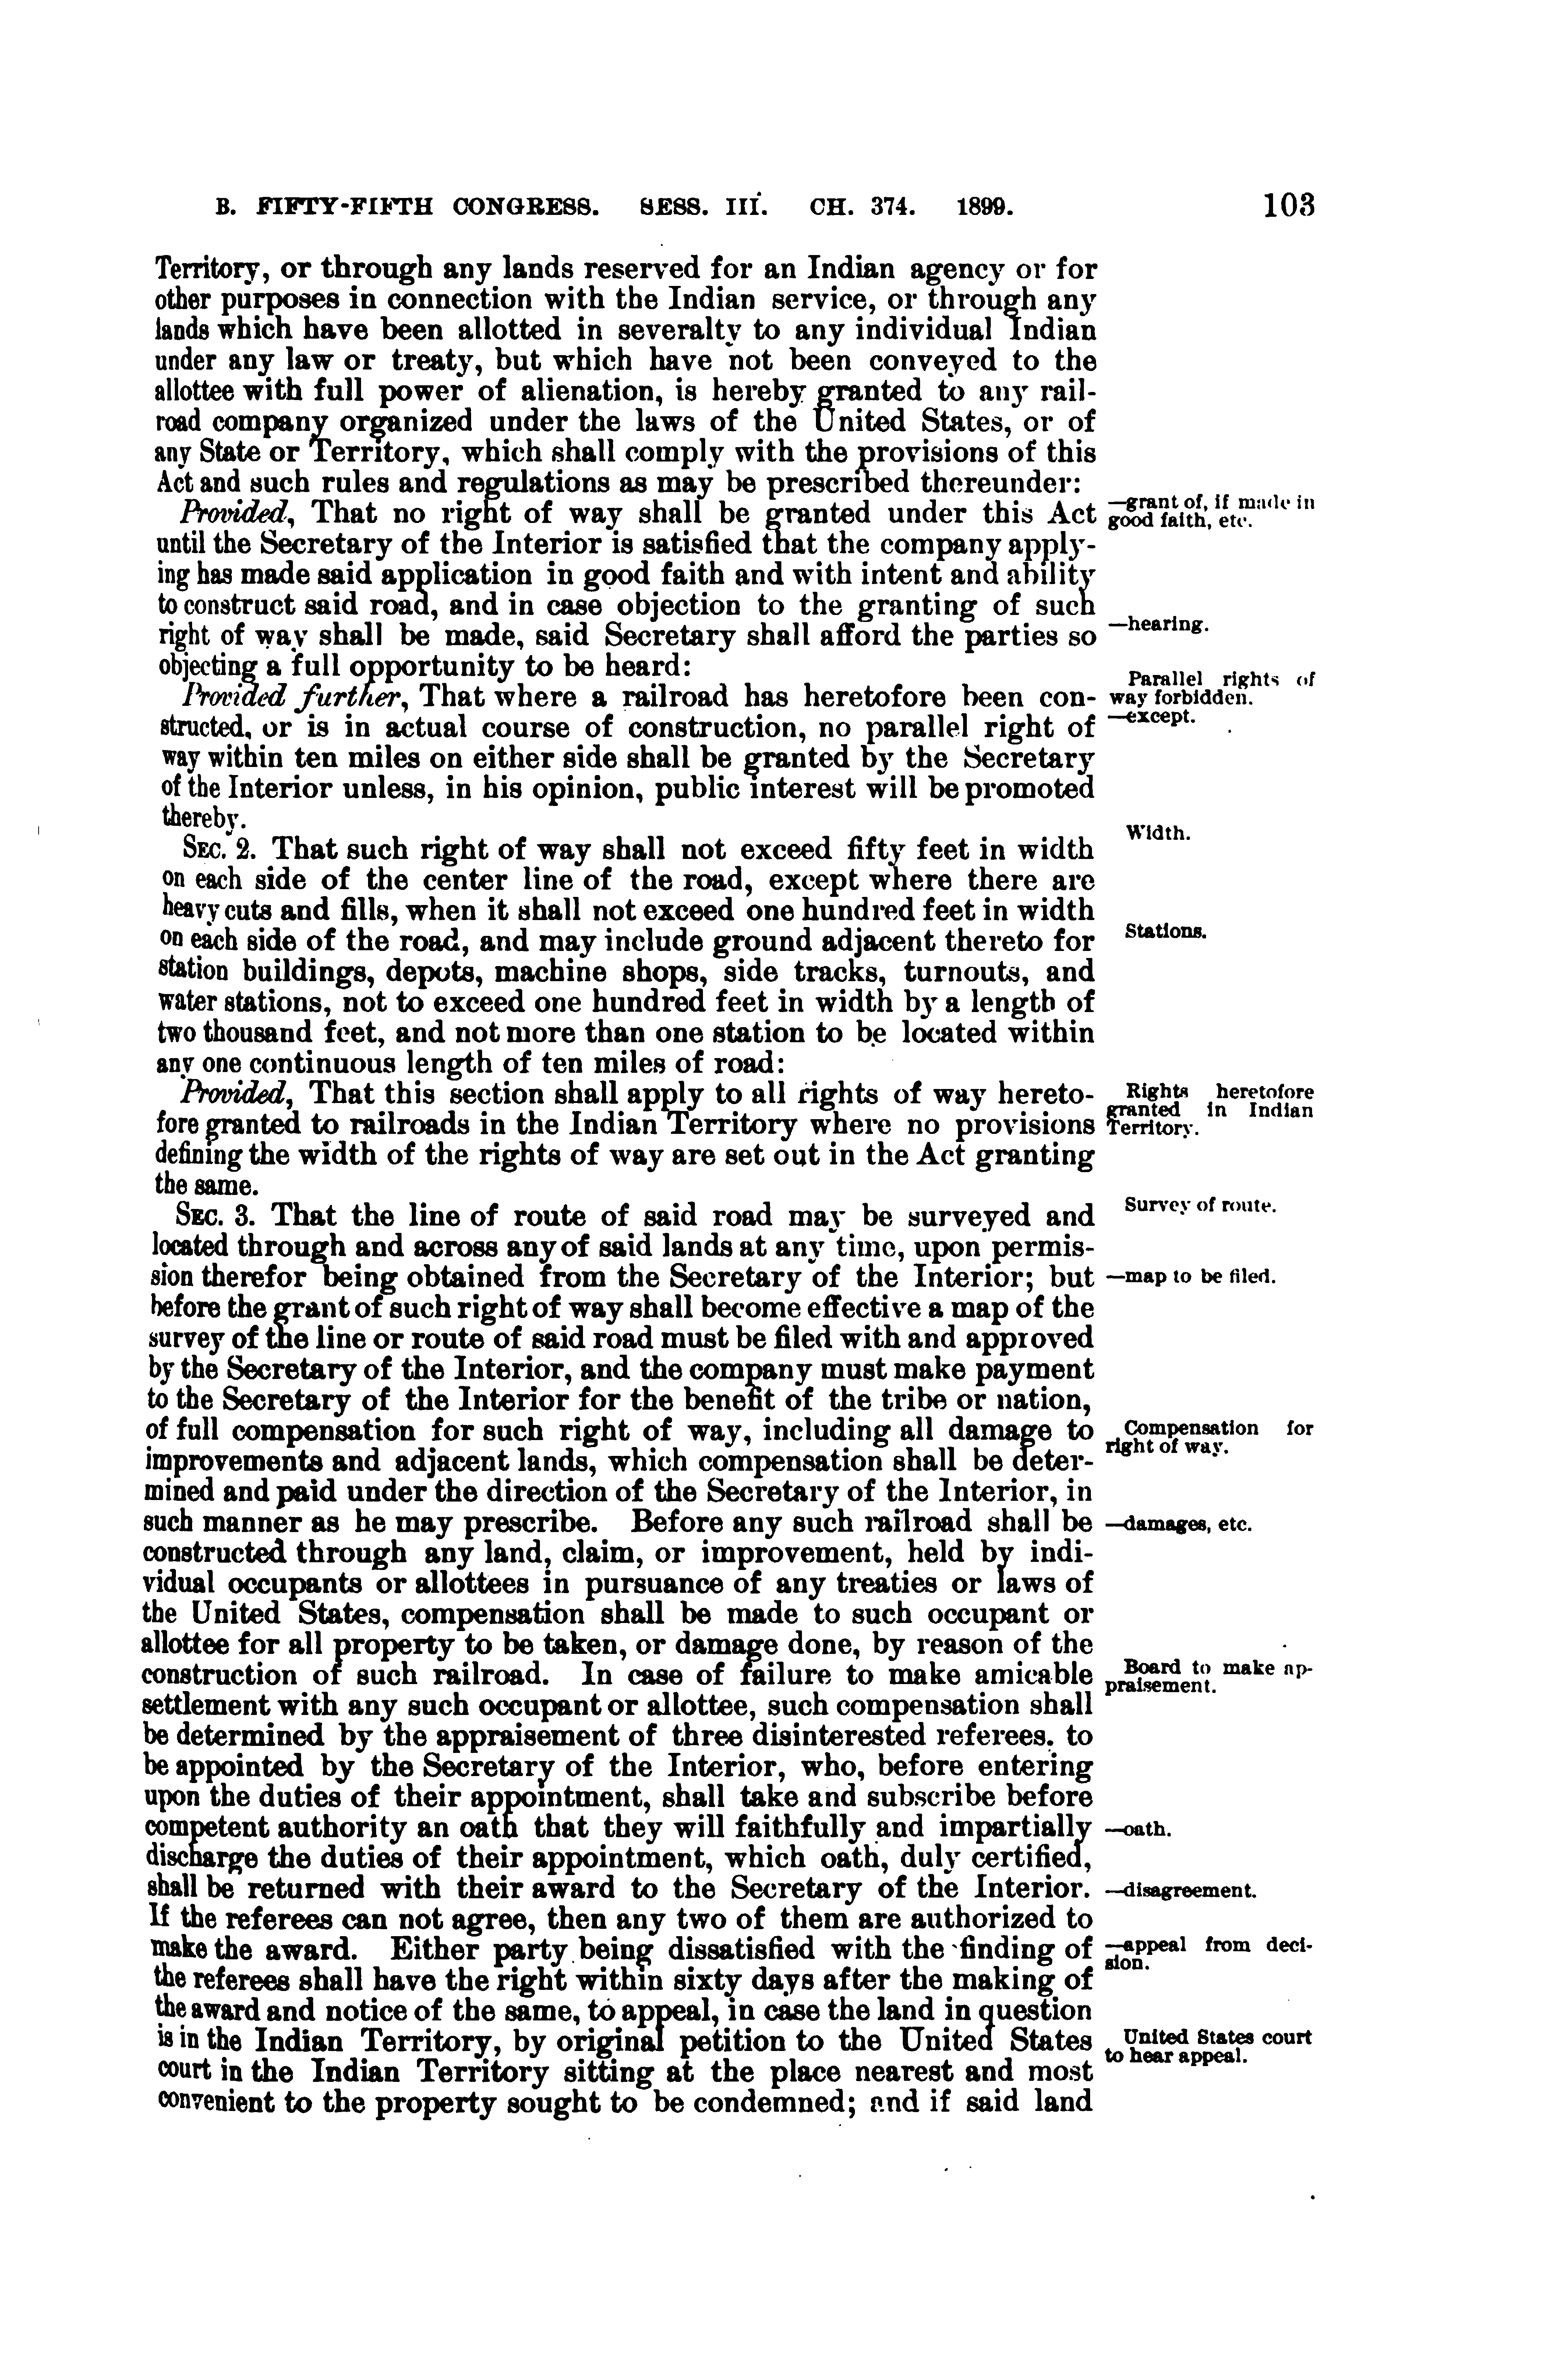 B. FIFTY-FIFTH CONGRESS. SESS. III. CH. 374. 1899. 103
Territory, or through any lands reserved for an Indian agency or for
other purposes in connection with the Indian service, or through any
lands which have been allotted in severalty to any individual Indian
under any law or treaty, but which have not been conveyed to the
allottee with full power of alienation, is hereby granted to any rail-
road company organized under the laws of the United States, or of
any State or Territory, which shall comply with the provisions of this
Act and such rules and regulations as may be prescribed thereunder:
Provided, That no right of way shall be granted under this Act
until the Secretary of the Interior is satisfied that the company apply-
ing has made said application in good faith and with intent and ability
to construct said road, and in case objection to the granting of such
right of way shall be made, said Secretary shall afford the parties so
objecting a full opportunity to be heard:
Provided further, That where a railroad has heretofore been con-
structed, or is in actual course of construction, no parallel right of
way within ten miles on either side shall be granted by the Secretary
of the Interior unless, in his opinion, public interest will be promoted
thereby.
SEC. 2. That such right of way shall not exceed fifty feet in width
on each side of the center line of the road, except where there are
heavy cuts and fills, when it shall not exceed one hundred feet in width
on each side of the road, and may include ground adjacent thereto for
station buildings, depots, machine shops, side tracks, turnouts, and
water stations, not to exceed one hundred feet in width by a length of
two thousand feet, and not more than one station to be located within
any one continuous length of ten miles of road:
Provided, That this section shall apply to all rights of way hereto-
fore granted to railroads in the Indian Territory where no provisions
defining the width of the rights of way are set out in the Act granting
the same.
SEC. 3. That the line of route of said road may be surveyed and
located through and across any of said lands at any time, upon permis-
sion therefor being obtained from the Secretary of the Interior; but
before the grant of such right of way shall become effective a map of the
survey of the line or route of said road must be filed with and approved
by the Secretary of the Interior, and the company must make payment
to the Secretary of the Interior for the benefit of the tribe or nation,
of full compensation for such right of way, including all damage to
improvements and adjacent lands, which compensation shall be deter-
mined and paid under the direction of the Secretary of the Interior, in
such manner as he may prescribe. Before any such railroad shall be
constructed through any land, claim, or improvement, held by indi-
vidual occupants or allottees in pursuance of any treaties or laws of
the United States, compensation shall be made to such occupant or
allottee for all property to be taken, or damage done, by reason of the
construction of such railroad. In case of failure to make amicable
settlement with any such occupant or allottee, such compensation shall
be determined by the appraisement of three disinterested referees. to
be appointed by the Secretary of the Interior, who, before entering
upon the duties of their appointment, shall take and subscribe before
competent authority an oath that they will faithfully and impartially
discharge the duties of their appointment, which oath, duly certified,
shall be returned with their award to the Secretary of the Interior.
If the referees can not agree, then any two of them are authorized to
make the award. Either party being dissatisfied with the finding of
the referees shall have the right within sixty days after the making of
the award and notice of the same, to appeal, in case the land in question
is in the Indian Territory, by original petition to the United States
court in the Indian Territory sitting at the place nearest and most
convenient to the property sought to be condemned; and if said land
—grant of, if made in
good faith, etc.
—hearing.
Parallel rights of
way forbidden.
—except.
Width.
Stations.
Rights heretofore
granted in Indian
Territory.
Survey of route.
—map to be filed.
Compensation for
right of way.
—damages, etc.
Board to make ap-
praisement.
—oath.
—disagreement.
—appeal from deci-
sion.
United States court
to hear appeal.